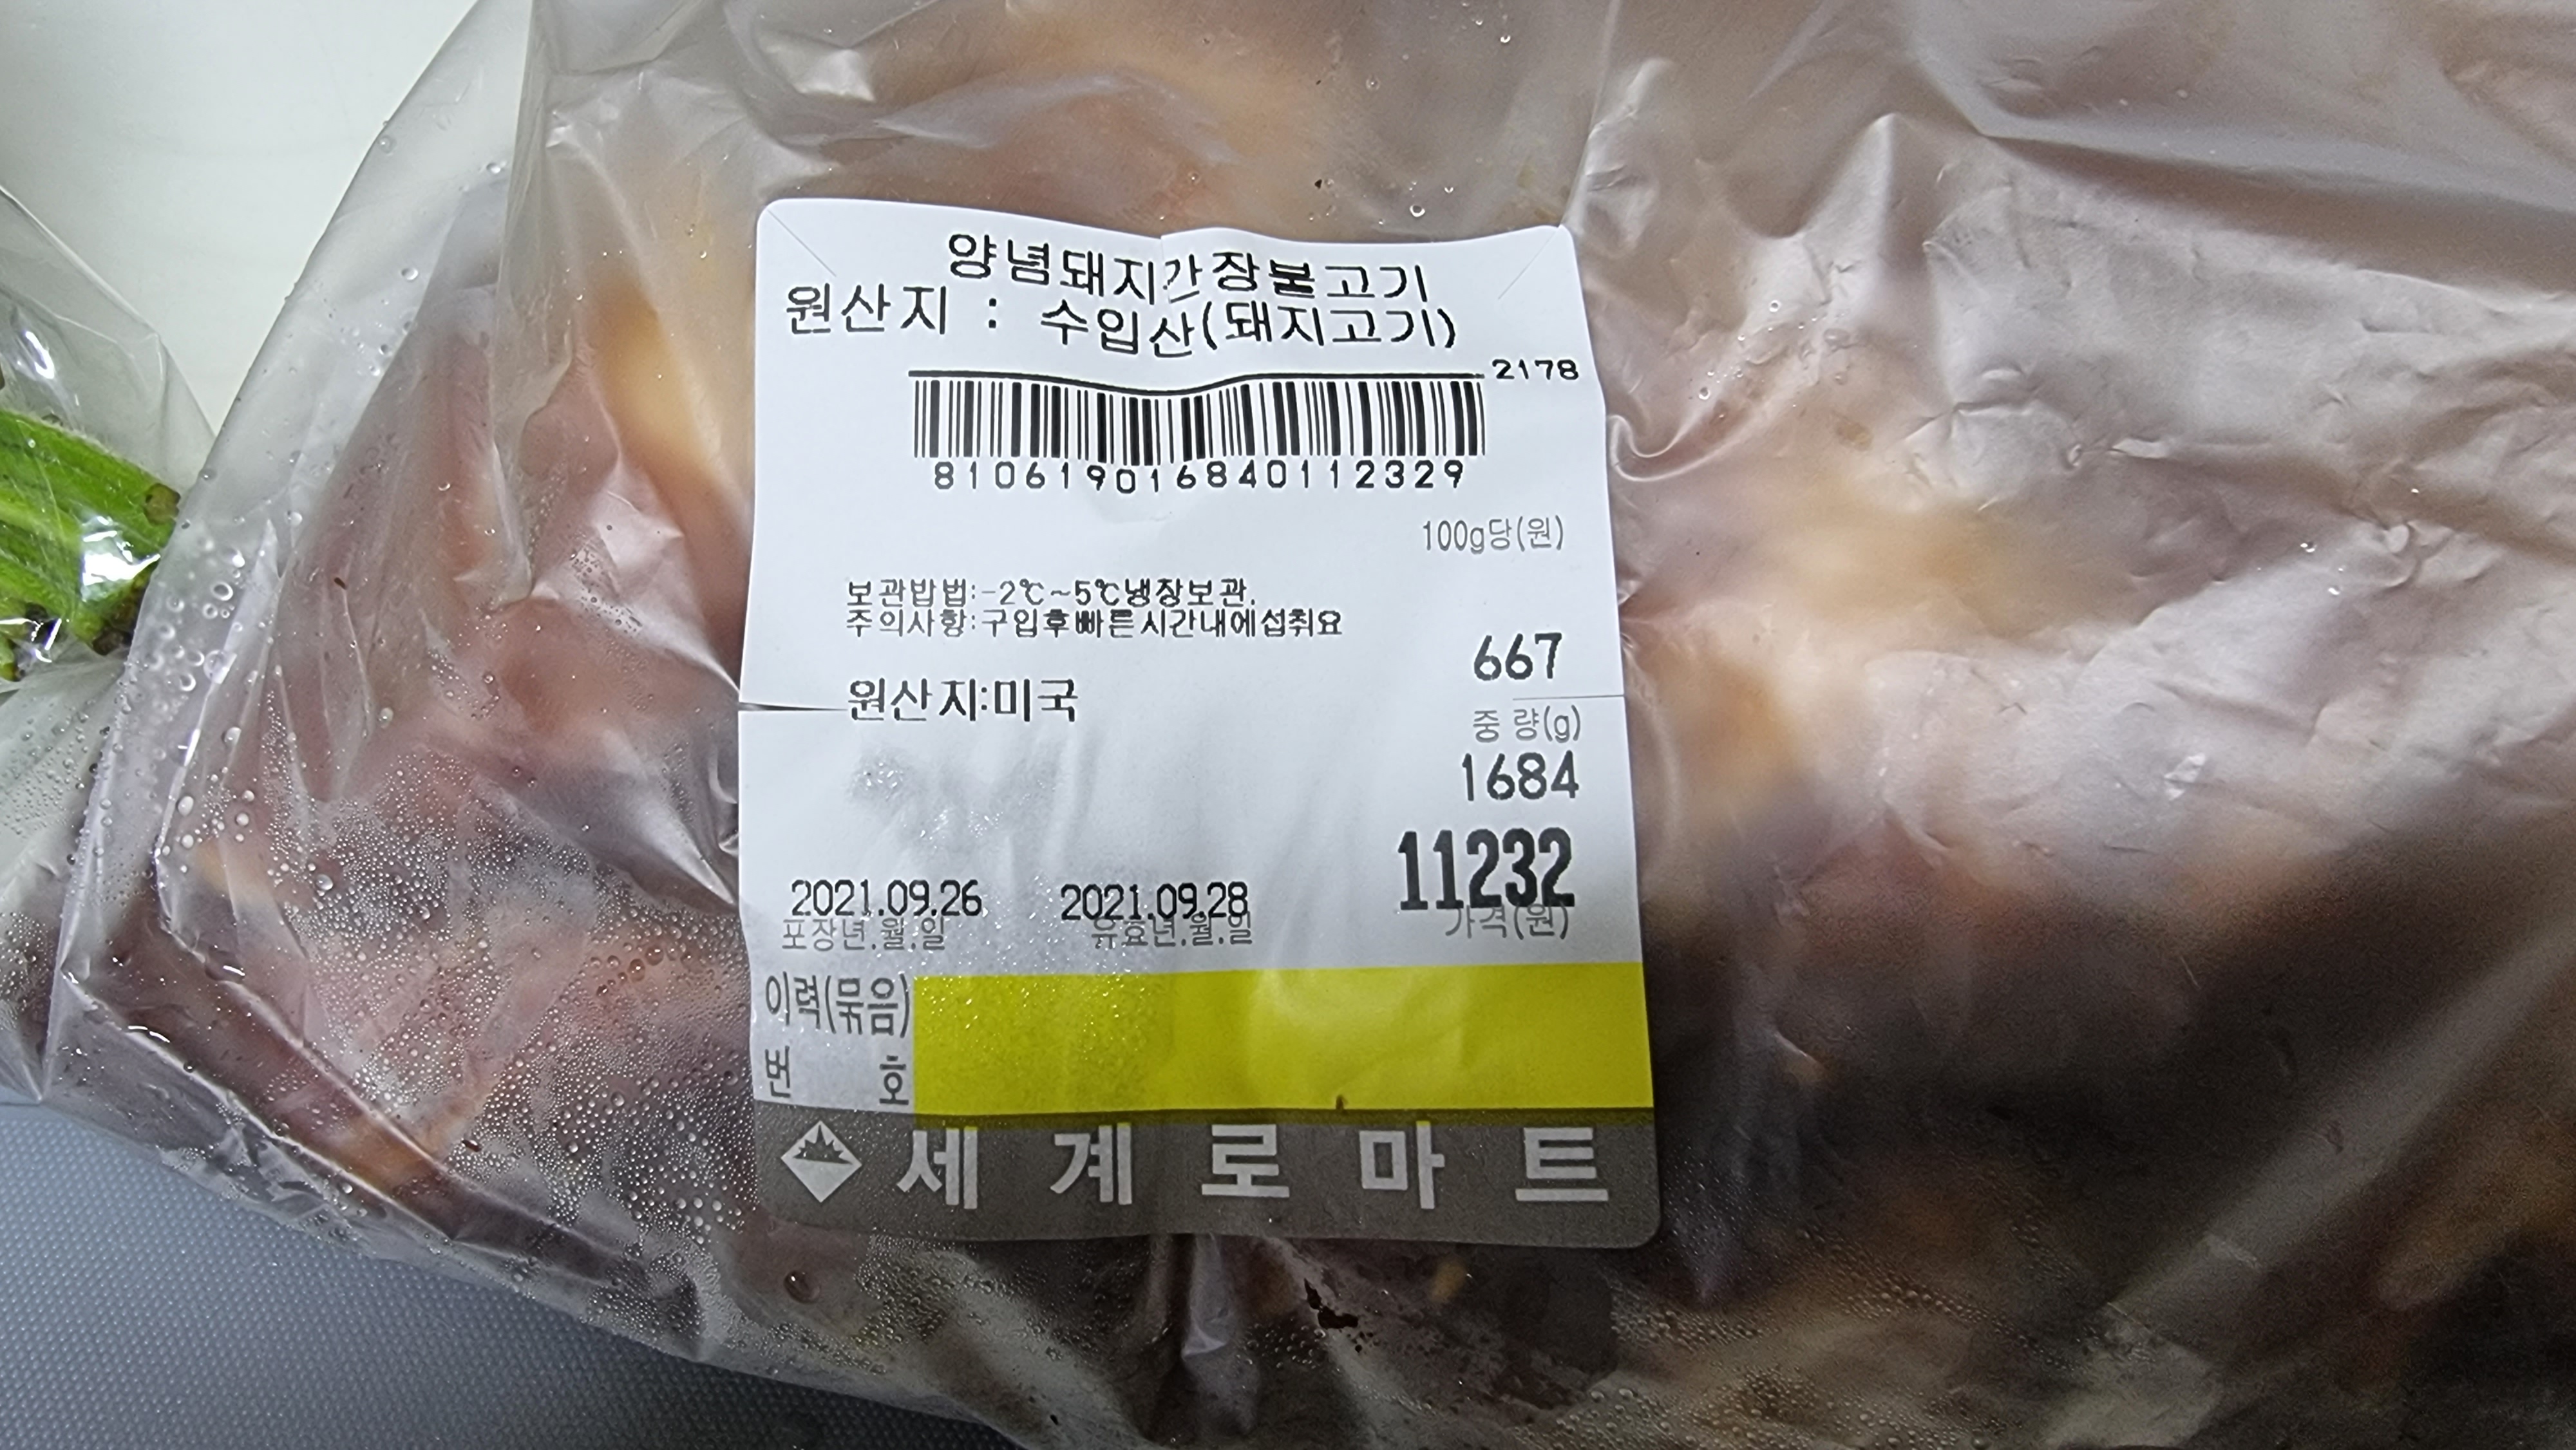 양념돼지간장불고기
원산지 : 수입산(돼지고기)
2178
810619016840112329
100g당(원)
보관밥법:-2℃~5℃냉장보관.
주의사항:구입후빠른시간내에섭취요
667
원산지:미국
중 량(g)
1684
11232
2021.09.26 2021.09.28
포장년.월.일 유효년.월.일 가격(원)
이력(묶음)
번 호
세 계 로 마 트